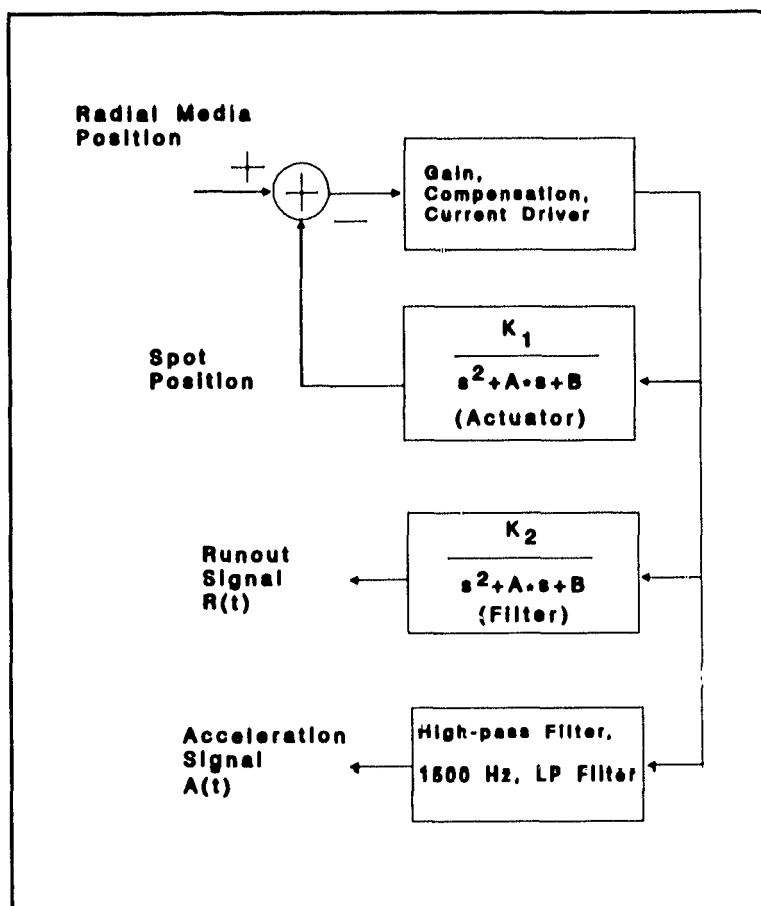 Radial Media
Position
+
+
−
Gain,
Compensation,
Current Driver
Spot
Position
K1
s²+A*s+B
(Actuator)
Runout
Signal
R(t)
K2
s²+A*s+B
(Filter)
Acceleration
Signal
A(t)
High-pass Filter,
1500 Hz, LP Filter